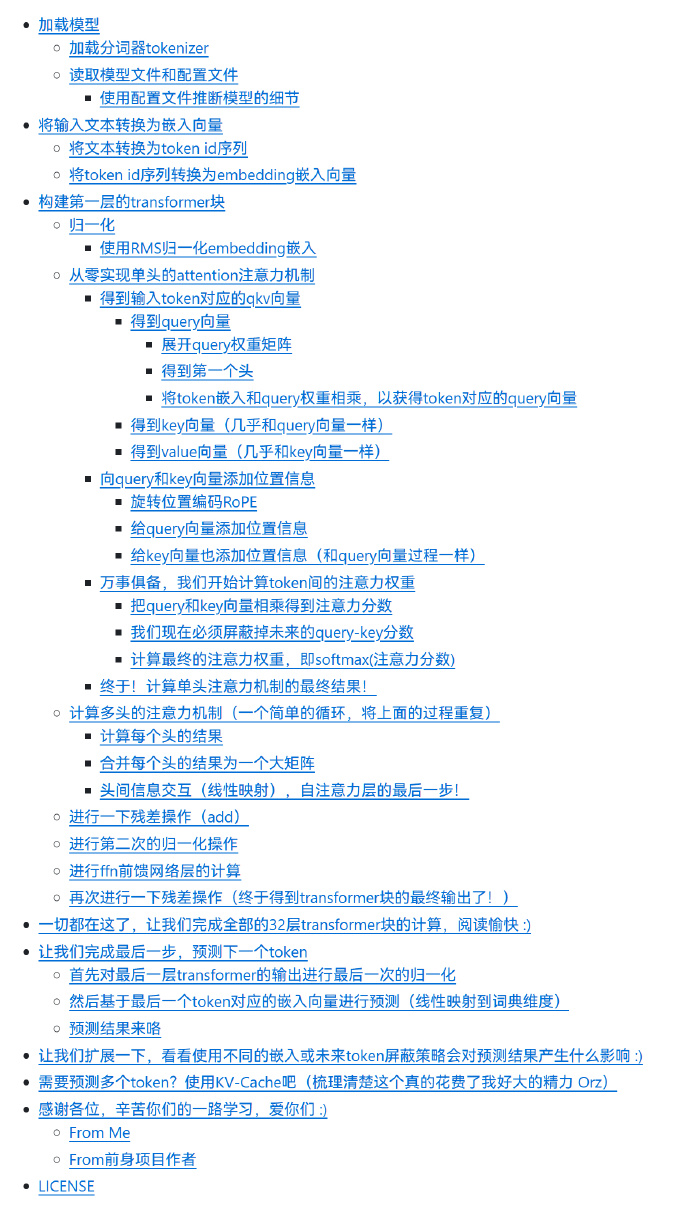 加载模型
加载分词器tokenizer
读取模型文件和配置文件
使用配置文件推断模型的细节
将输入文本转换为嵌入向量
将文本转换为token id序列
将token id序列转换为embedding嵌入向量
构建第一层的transformer块
归一化
使用RMS归一化embedding嵌入
从零实现单头的attention注意力机制
得到输入token对应的qkv向量
得到query向量
展开query权重矩阵
得到第一个头
将token嵌入和query权重相乘，以获得token对应的query向量
得到key向量（几乎和query向量一样）
得到value向量（几乎和key向量一样）
向query和key向量添加位置信息
旋转位置编码RoPE
给query向量添加位置信息
给key向量也添加位置信息（和query向量过程一样）
万事俱备，我们开始计算token间的注意力权重
把query和key向量相乘得到注意力分数
我们现在必须屏蔽掉未来的query-key分数
计算最终的注意力权重，即softmax(注意力分数)
终于！计算单头注意力机制的最终结果！
计算多头的注意力机制（一个简单的循环，将上面的过程重复）
计算每个头的结果
合并每个头的结果为一个大矩阵
头间信息交互（线性映射），自注意力层的最后一步！
进行一下残差操作（add）
进行第二次的归一化操作
进行ffn前馈网络层的计算
再次进行一下残差操作（终于得到transformer块的最终输出了！）
一切都在这了，让我们完成全部的32层transformer块的计算，阅读愉快 :)
让我们完成最后一步，预测下一个token
首先对最后一层transformer的输出进行最后一次的归一化
然后基于最后一个token对应的嵌入向量进行预测（线性映射到词典维度）
预测结果来咯
让我们扩展一下，看看使用不同的嵌入或未来token屏蔽策略会对预测结果产生什么影响 :)
需要预测多个token？使用KV-Cache吧（梳理清楚这个真的花费了我好大的精力 Orz）
感谢各位，辛苦你们的一路学习，爱你们 :)
From Me
From前身项目作者
LICENSE